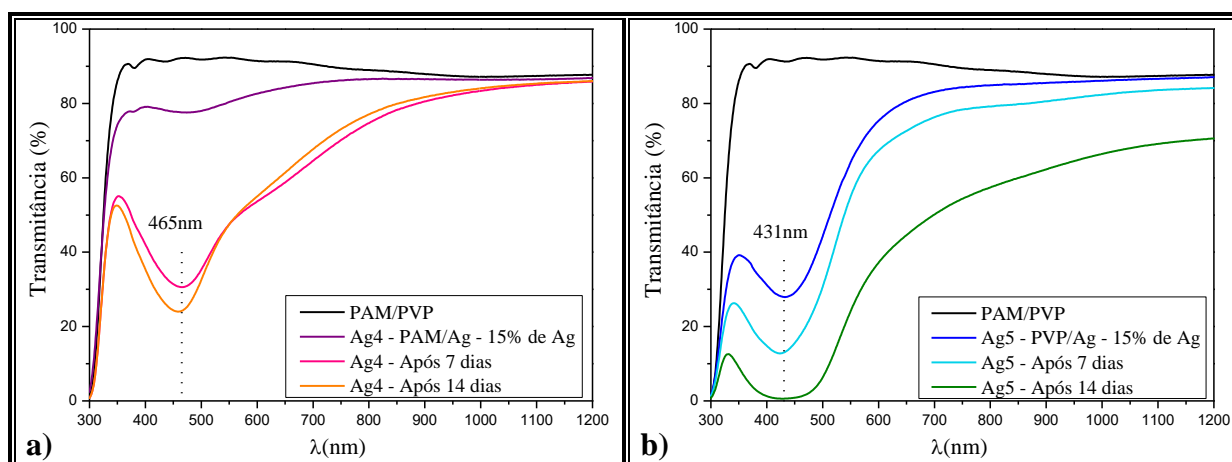 100
80
60
40
20
0
Transmitância (%)
465nm
PAM/PVP
Ag4 - PAM/Ag - 15% de Ag
Ag4 - Após 7 dias
Ag4 - Após 14 dias
300 400 500 600 700 800 900 1000 1100 1200
λ(nm)
a)
100
80
60
40
20
0
Transmitância (%)
431nm
PAM/PVP
Ag5 - PVP/Ag - 15% de Ag
Ag5 - Após 7 dias
Ag5 - Após 14 dias
300 400 500 600 700 800 900 1000 1100 1200
λ(nm)
b)